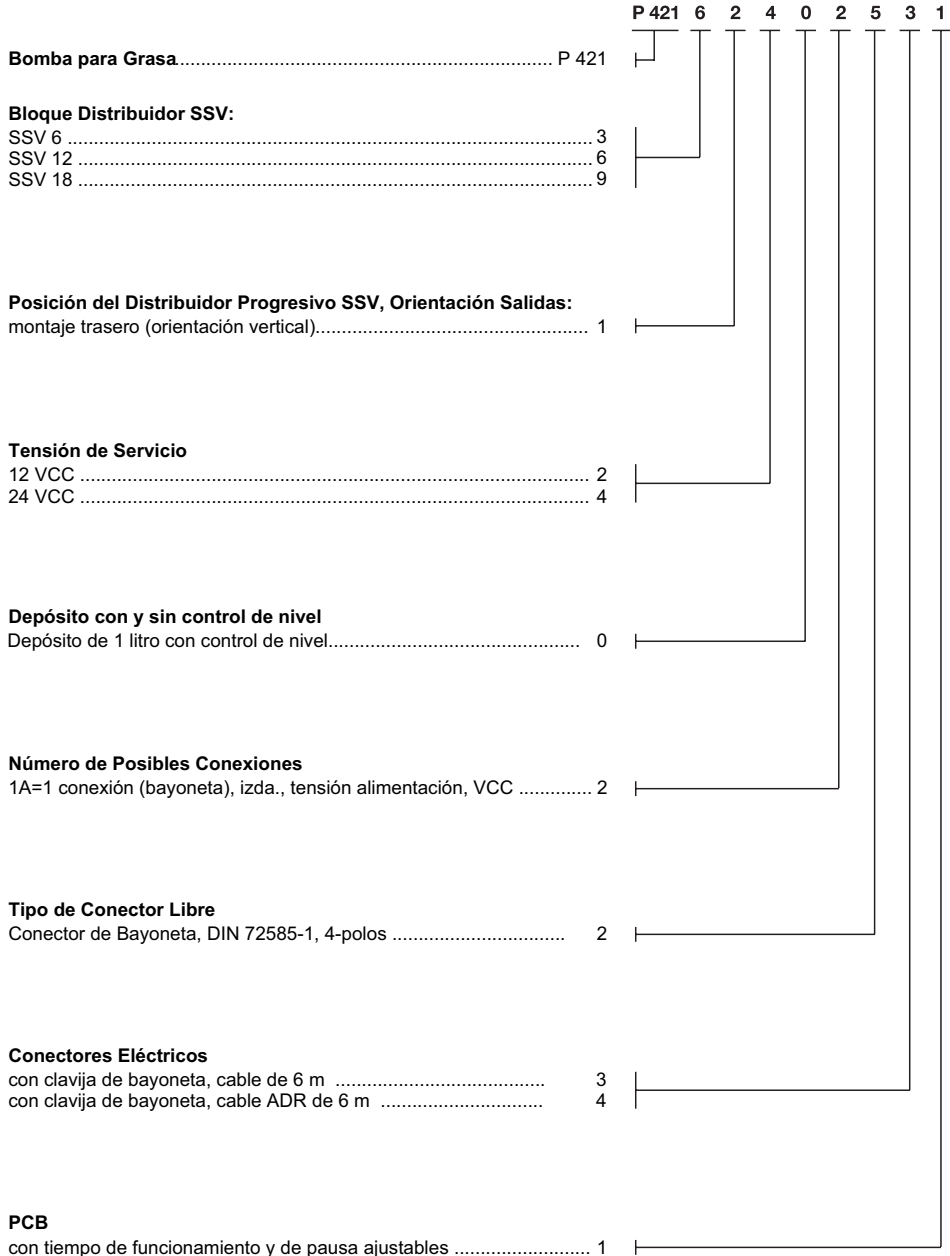 P 421 6 2 4 0 2 5 3 1
Bomba para Grasa........................................................................ P 421
Bloque Distribuidor SSV:
SSV 6 .................................................................................................... 3
SSV 12 .................................................................................................. 6
SSV 18 .................................................................................................. 9
Posición del Distribuidor Progresivo SSV, Orientación Salidas:
montaje trasero (orientación vertical).................................................... 1
Tensión de Servicio
12 VCC ................................................................................................. 2
24 VCC ................................................................................................. 4
Depósito con y sin control de nivel
Depósito de 1 litro con control de nivel................................................ 0
Número de Posibles Conexiones
1A=1 conexión (bayoneta), izda., tensión alimentación, VCC .............. 2
Tipo de Conector Libre
Conector de Bayoneta, DIN 72585-1, 4-polos ................................. 2
Conectores Eléctricos
con clavija de bayoneta, cable de 6 m ........................................ 3
con clavija de bayoneta, cable ADR de 6 m ............................... 4
PCB
con tiempo de funcionamiento y de pausa ajustables .......................... 1